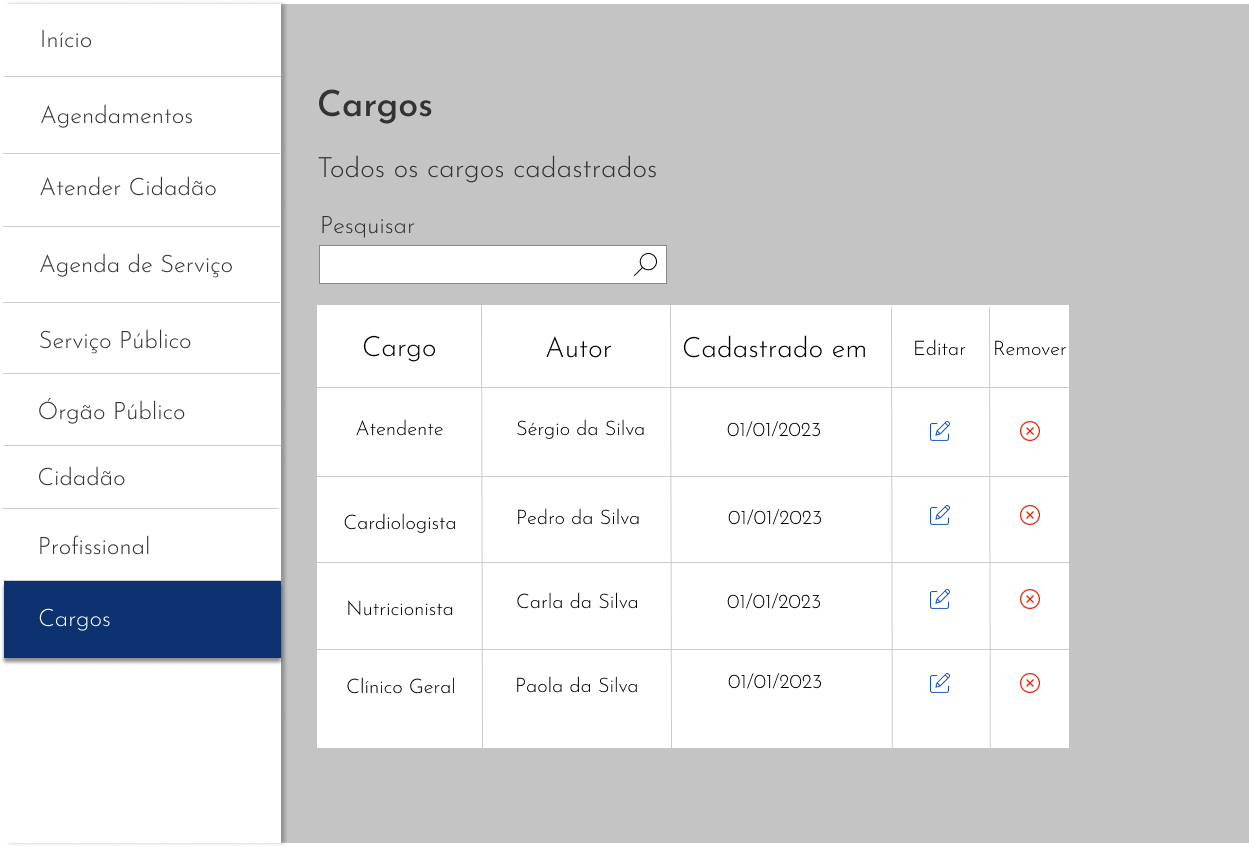 Início
Agendamentos
Atender Cidadão
Agenda de Serviço
Serviço Público
Órgão Público
Cidadão
Profissional
Cargos
Cargos
Todos os cargos cadastrados
Pesquisar
Cargo Autor Cadastrado em Editar Remover
Atendente Sérgio da Silva 01/01/2023
Cardiologista Pedro da Silva 01/01/2023
Nutricionista Carla da Silva 01/01/2023
Clínico Geral Paola da Silva 01/01/2023